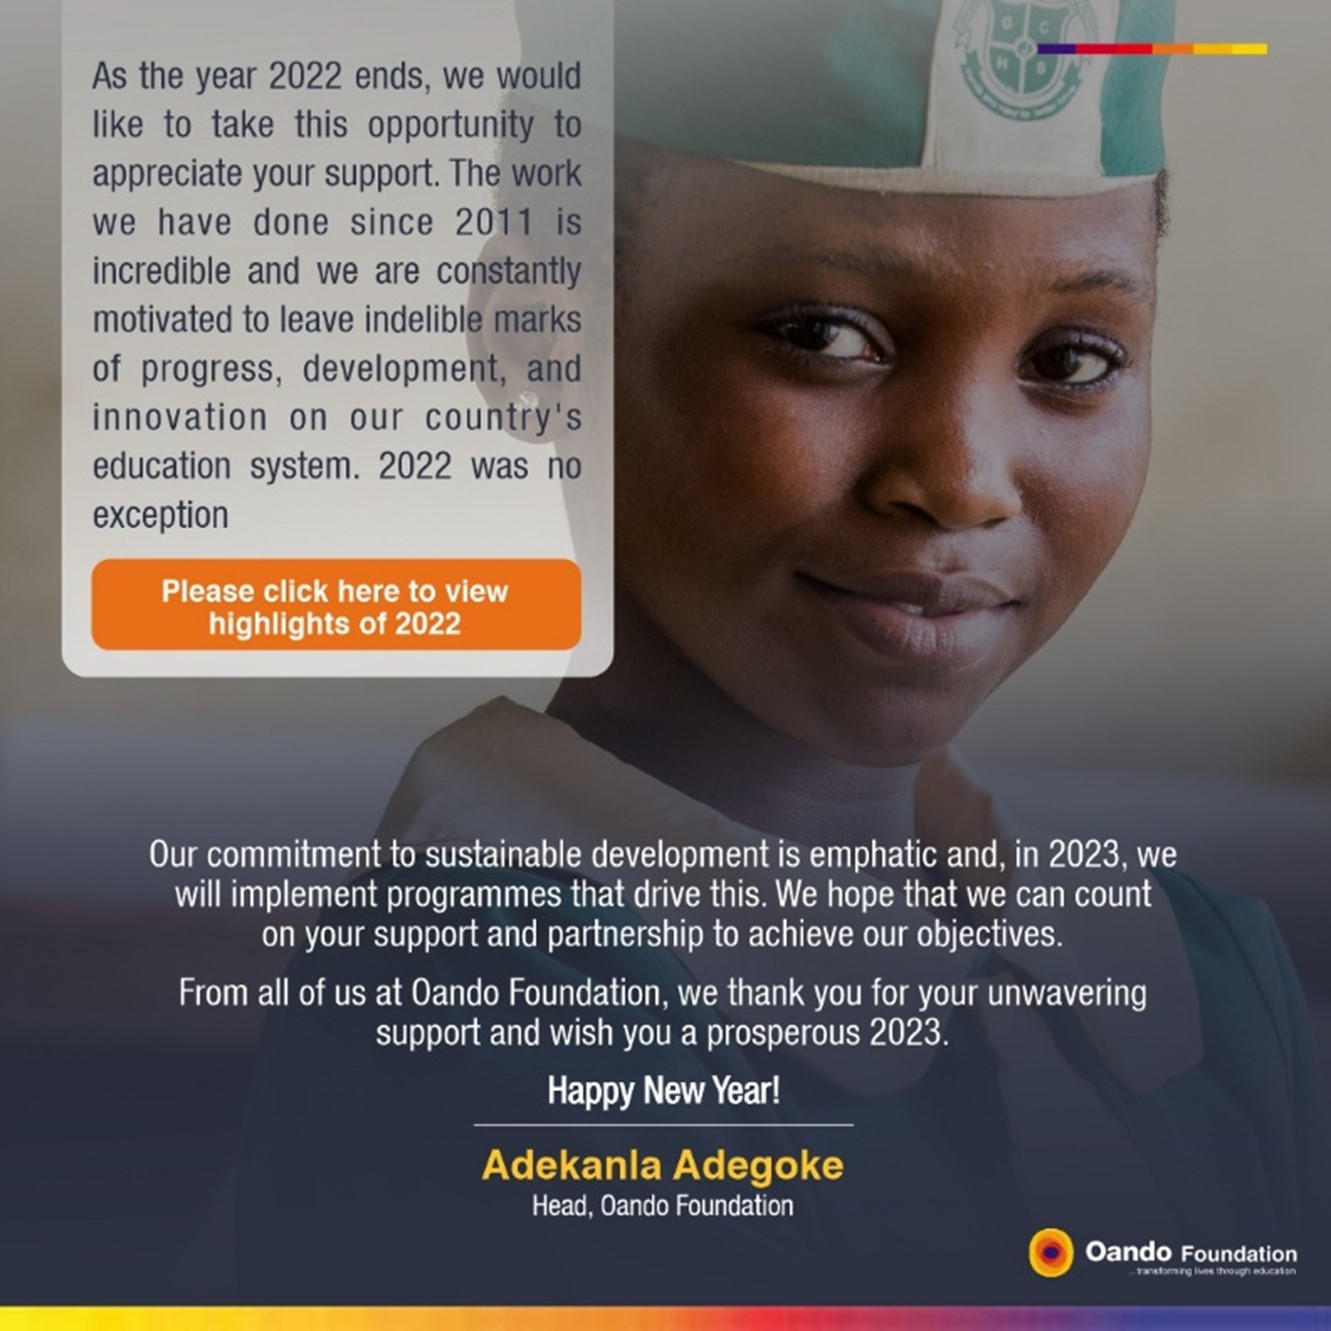 As the year 2022 ends, we would
like to take this opportunity to
appreciate your support. The work
we have done since 2011 is
incredible and we are constantly
motivated to leave indelible marks
of progress, development, and
innovation on our country's
education system. 2022 was no
exception
Please click here to view
highlights of 2022
G C
H S
Our commitment to sustainable development is emphatic and, in 2023, we
will implement programmes that drive this. We hope that we can count
on your support and partnership to achieve our objectives.
From all of us at Oando Foundation, we thank you for your unwavering
support and wish you a prosperous 2023.
Happy New Year!
Adekanla Adegoke
Head, Oando Foundation
Oando Foundation
...transforming lives through education